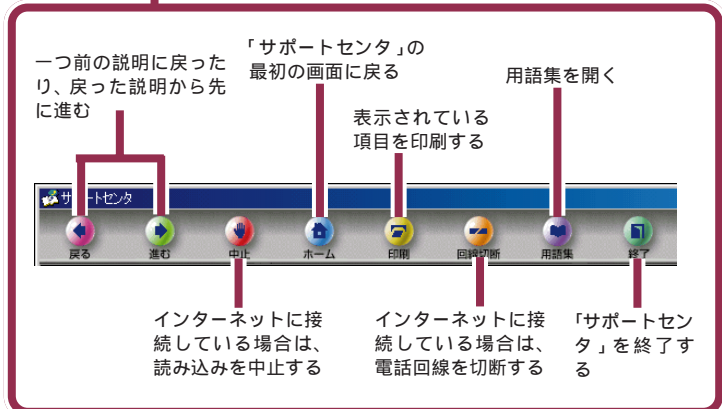 一つ前の説明に戻った
り、戻った説明から先
に進む
「サポートセンタ」の
最初の画面に戻る
表示されている
項目を印刷する
用語集を開く
サポートセンタ
戻る 進む 中止 ホーム 印刷 回線切断 用語集 終了
インターネットに接
続している場合は、
読み込みを中止する
インターネットに接
続している場合は、
電話回線を切断する
「サポートセン
タ」を終了す
る